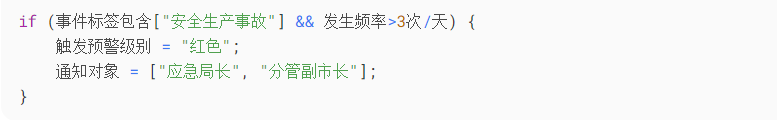 if (事件标签包含["安全生产事故"] && 发生频率>3次/天) {
    触发预警级别 = "红色";
    通知对象 = ["应急局长", "分管副市长"];
}